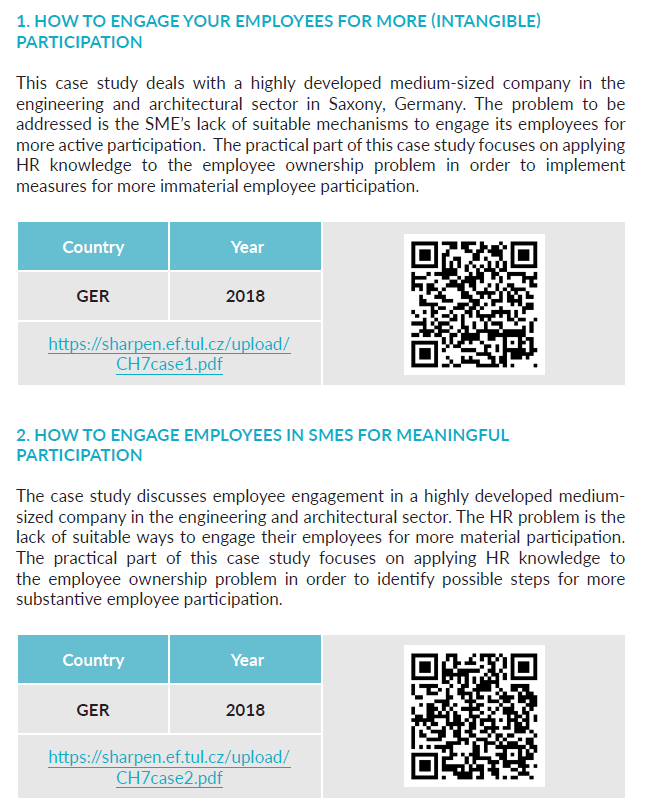 1. HOW TO ENGAGE YOUR EMPLOYEES FOR MORE (INTANGIBLE)
PARTICIPATION
This case study deals with a highly developed medium-sized company in the
engineering and architectural sector in Saxony, Germany. The problem to be
addressed is the SME’s lack of suitable mechanisms to engage its employees for
more active participation. The practical part of this case study focuses on applying
HR knowledge to the employee ownership problem in order to implement
measures for more immaterial employee participation.
Country Year
GER 2018
https://sharpen.ef.tul.cz/upload/
CH7case1.pdf
2. HOW TO ENGAGE EMPLOYEES IN SMES FOR MEANINGFUL
PARTICIPATION
The case study discusses employee engagement in a highly developed medium-
sized company in the engineering and architectural sector. The HR problem is the
lack of suitable ways to engage their employees for more material participation.
The practical part of this case study focuses on applying HR knowledge to
the employee ownership problem in order to identify possible steps for more
substantive employee participation.
Country Year
GER 2018
https://sharpen.ef.tul.cz/upload/
CH7case2.pdf